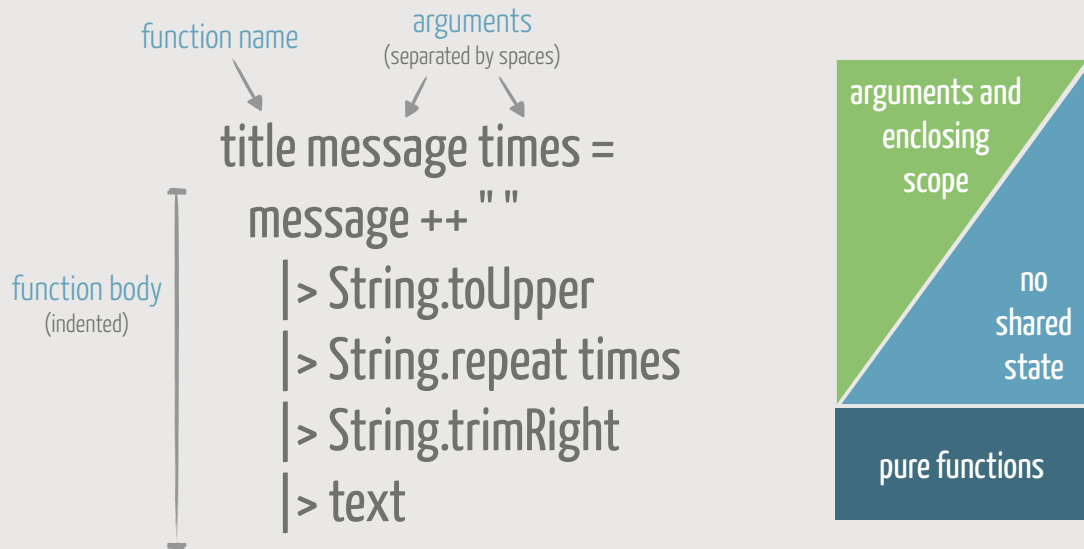 function name
arguments
(separated by spaces)
title message times =
message ++ " "
|> String.toUpper
|> String.repeat times
|> String.trimRight
|> text
function body
(indented)
arguments and
enclosing
scope
no
shared
state
pure functions